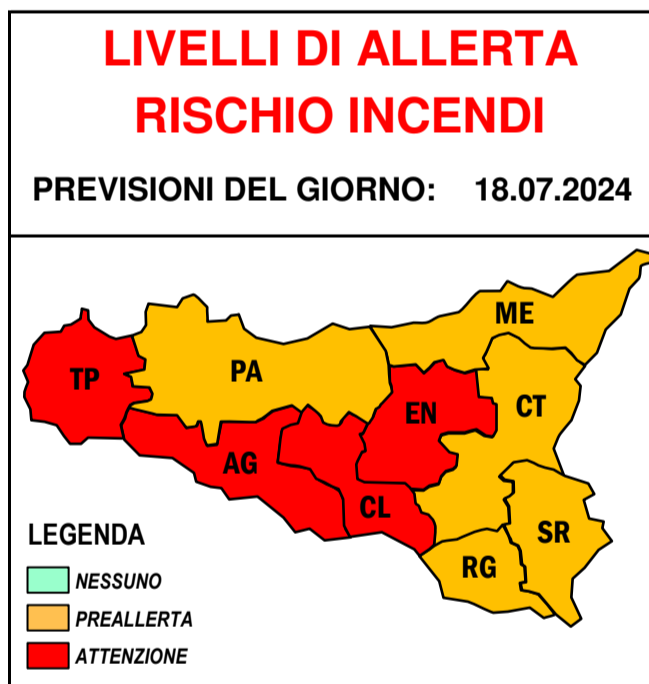 LIVELLI DI ALLERTA
RISCHIO INCENDI
PREVISIONI DEL GIORNO: 18.07.2024
ME
TP
PA
EN
CT
AG
CL
SR
RG
LEGENDA
NESSUNO
PREALLERTA
ATTENZIONE